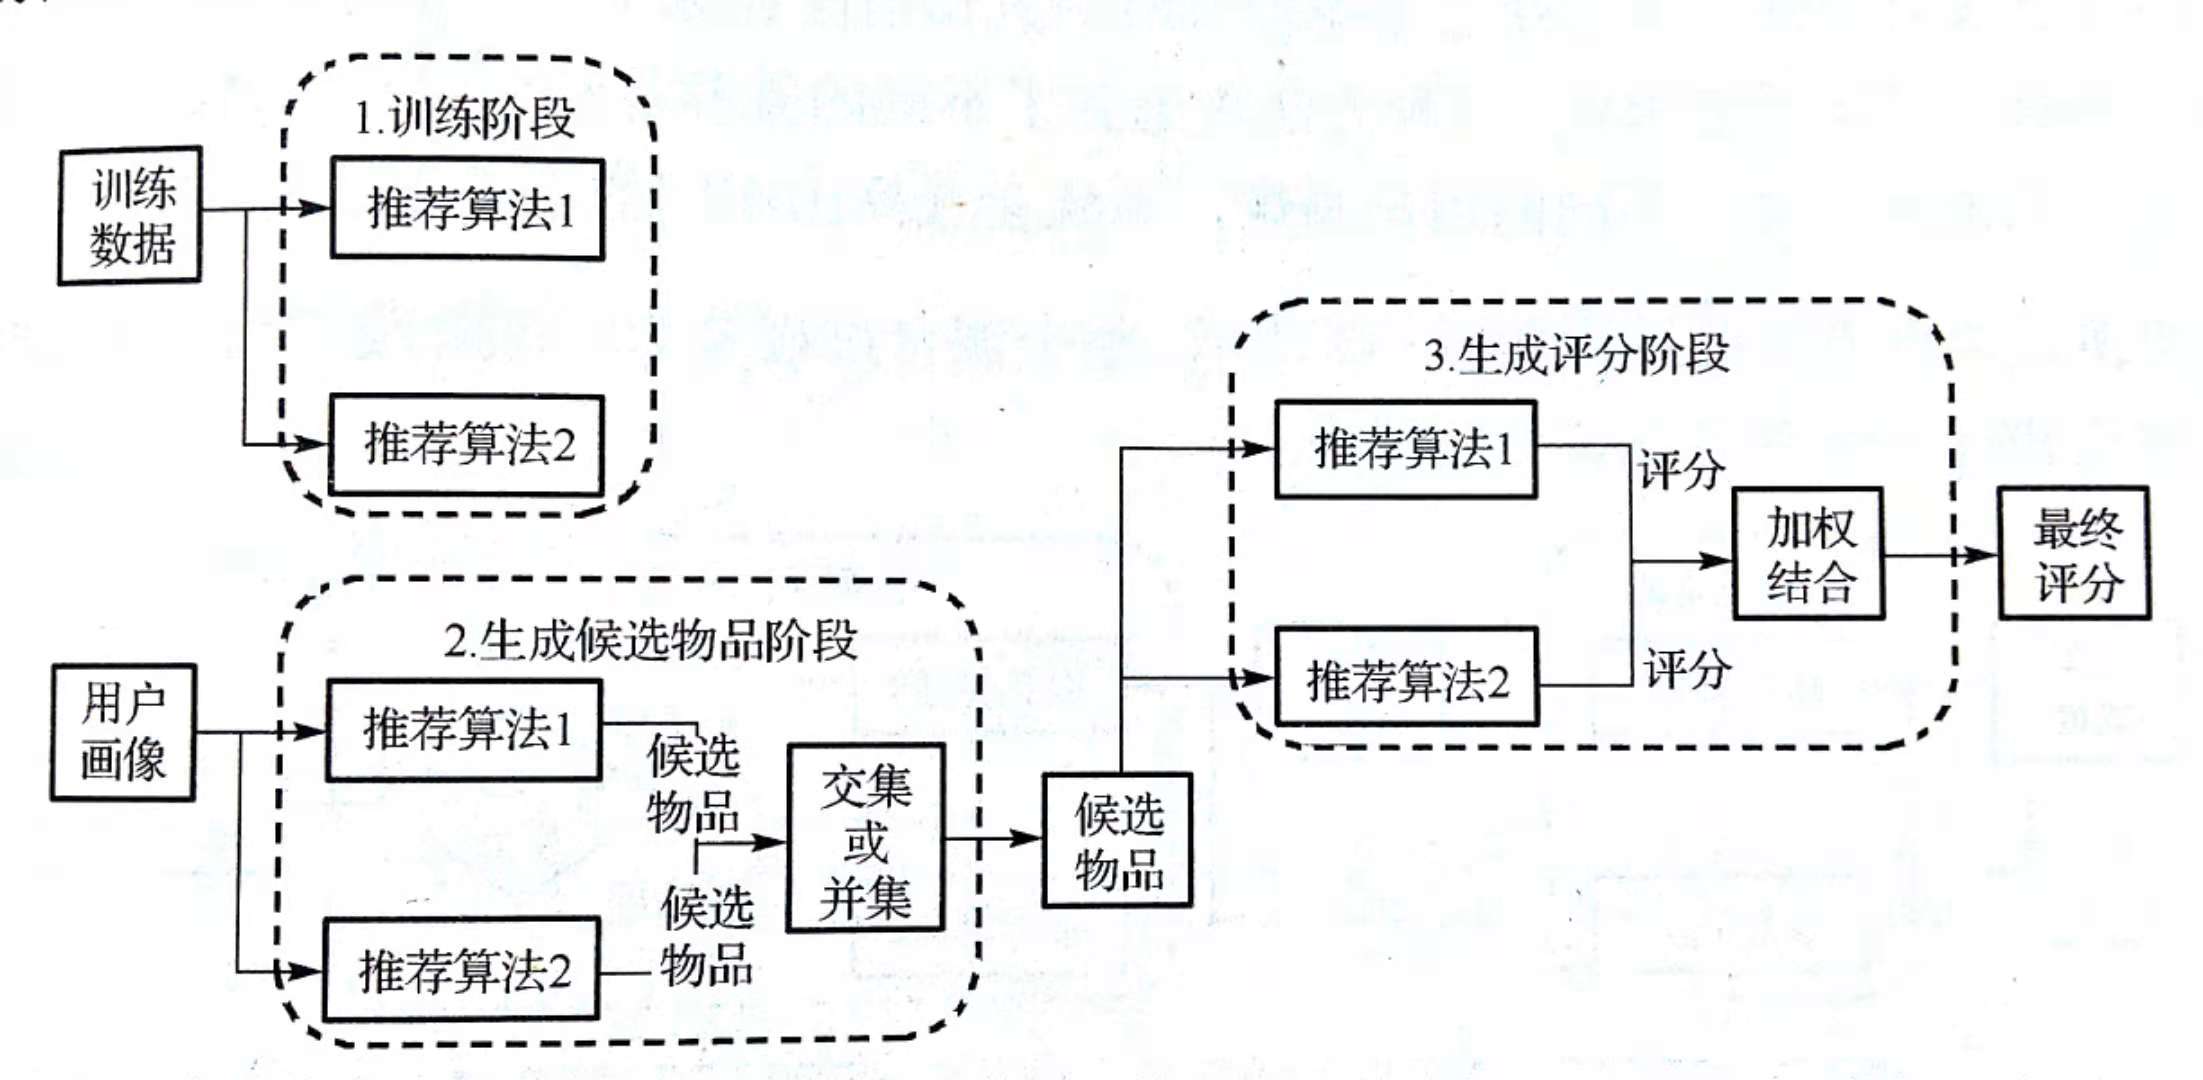 1.训练阶段
训练
数据
推荐算法1
推荐算法2
2.生成候选物品阶段
用户
画像
推荐算法1
候选
物品
交集
或
并集
候选
物品
推荐算法2
候选
物品
3.生成评分阶段
推荐算法1
评分
加权
结合
最终
评分
推荐算法2
评分